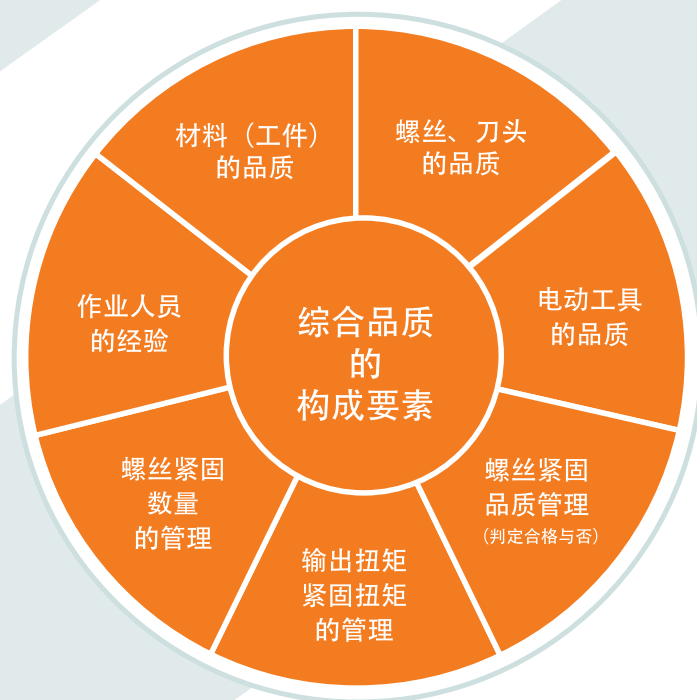 综合品质
的
构成要素
螺丝、刀头
的品质
电动工具
的品质
螺丝紧固
品质管理
（判定合格与否）
输出扭矩
紧固扭矩
的管理
螺丝紧固
数量
的管理
作业人员
的经验
材料（工件）
的品质